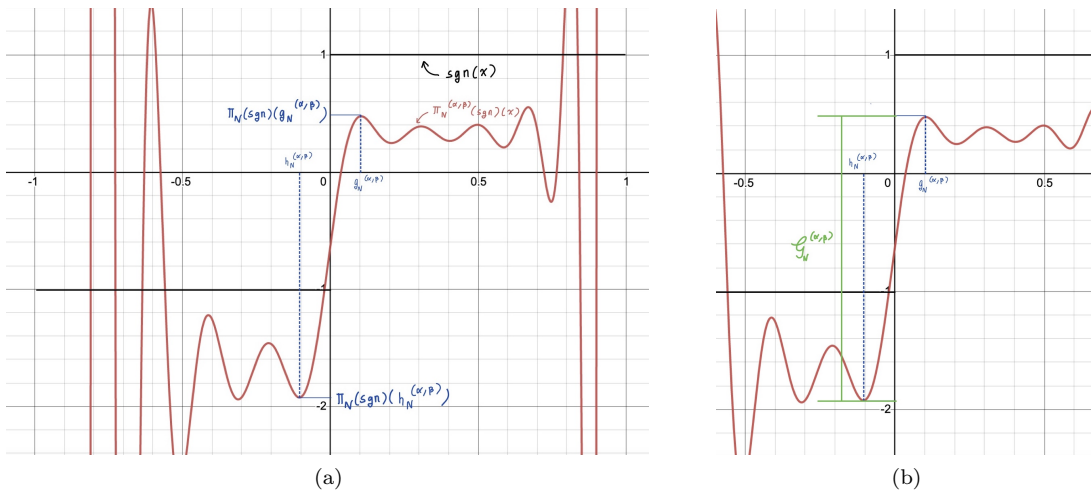 1
sgn(x)
Π_N(sgn)(g_N^(α,β))
Π_N^(α,β)(sgn)(x)
h_N^(α,β)
-1
-0.5
0
0.5
1
g_N^(α,β)
-1
Π_N(sgn)(h_N^(α,β))
-2
(a)
1
h_N^(α,β)
-0.5
0
0.5
g_N^(α,β)
𝒢_N^(α,β)
-1
-2
(b)